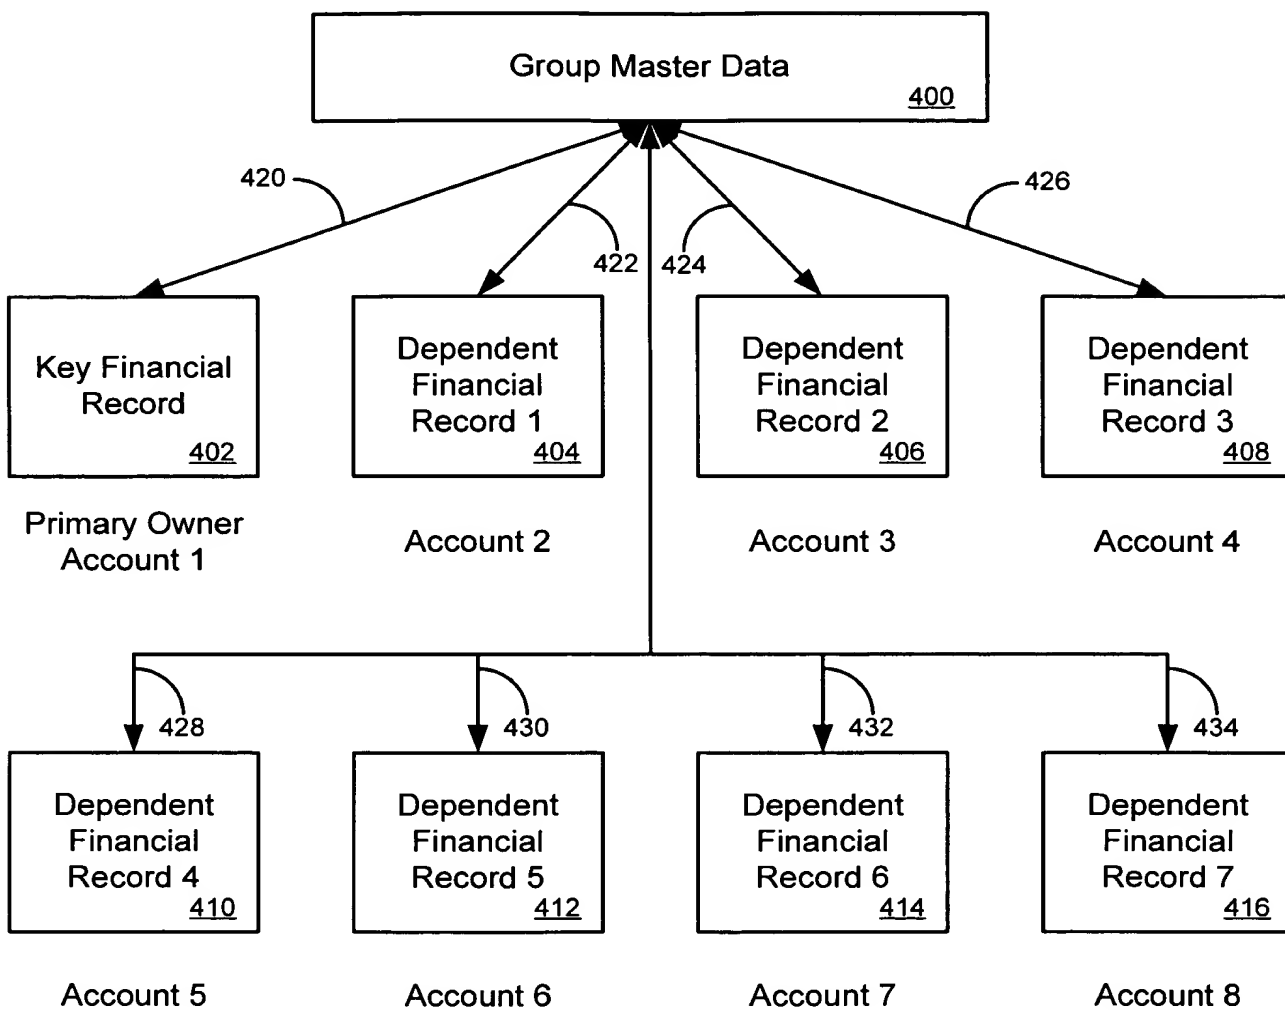 Group Master Data
400
420
422
424
426
Key Financial
Record
402
Dependent
Financial
Record 1
404
Dependent
Financial
Record 2
406
Dependent
Financial
Record 3
408
Primary Owner
Account 1
Account 2
Account 3
Account 4
428
430
432
434
Dependent
Financial
Record 4
410
Dependent
Financial
Record 5
412
Dependent
Financial
Record 6
414
Dependent
Financial
Record 7
416
Account 5
Account 6
Account 7
Account 8